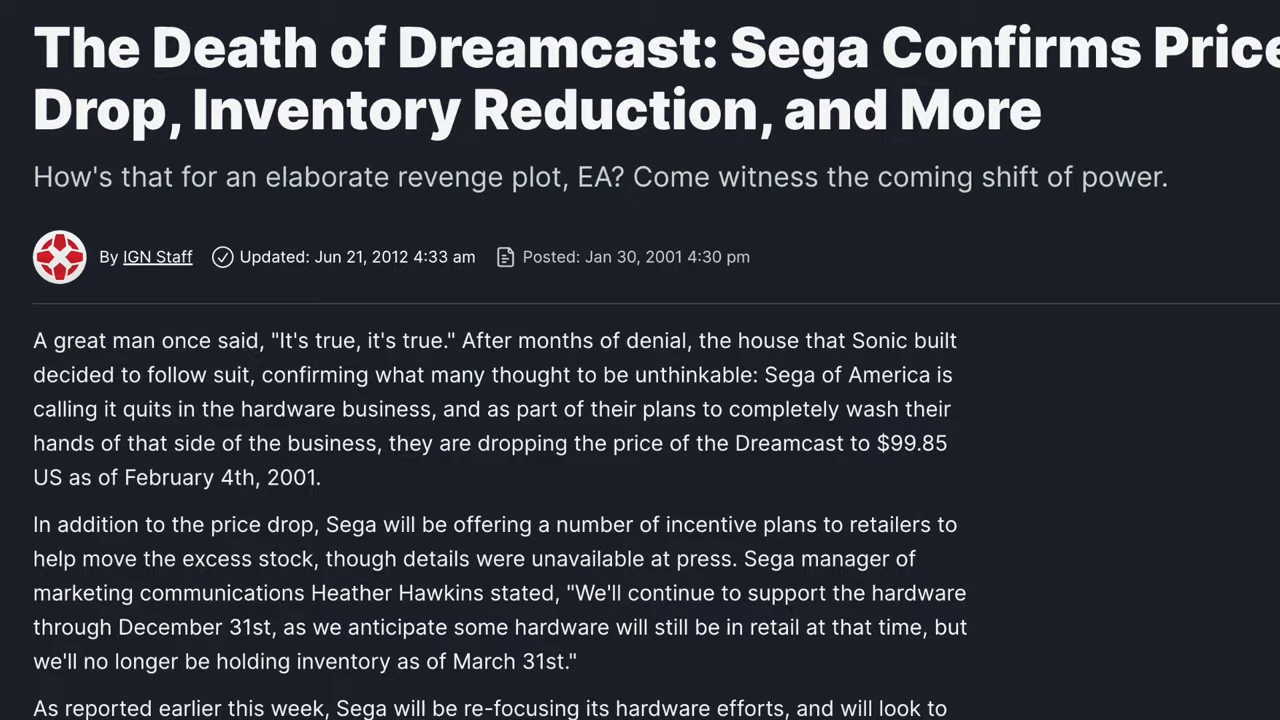 The Death of Dreamcast: Sega Confirms Price
Drop, Inventory Reduction, and More
How's that for an elaborate revenge plot, EA? Come witness the coming shift of power.
By IGN Staff Updated: Jun 21, 2012 4:33 am Posted: Jan 30, 2001 4:30 pm
A great man once said, "It's true, it's true." After months of denial, the house that Sonic built
decided to follow suit, confirming what many thought to be unthinkable: Sega of America is
calling it quits in the hardware business, and as part of their plans to completely wash their
hands of that side of the business, they are dropping the price of the Dreamcast to $99.85
US as of February 4th, 2001.
In addition to the price drop, Sega will be offering a number of incentive plans to retailers to
help move the excess stock, though details were unavailable at press. Sega manager of
marketing communications Heather Hawkins stated, "We'll continue to support the hardware
through December 31st, as we anticipate some hardware will still be in retail at that time, but
we'll no longer be holding inventory as of March 31st."
As reported earlier this week, Sega will be re-focusing its hardware efforts, and will look to